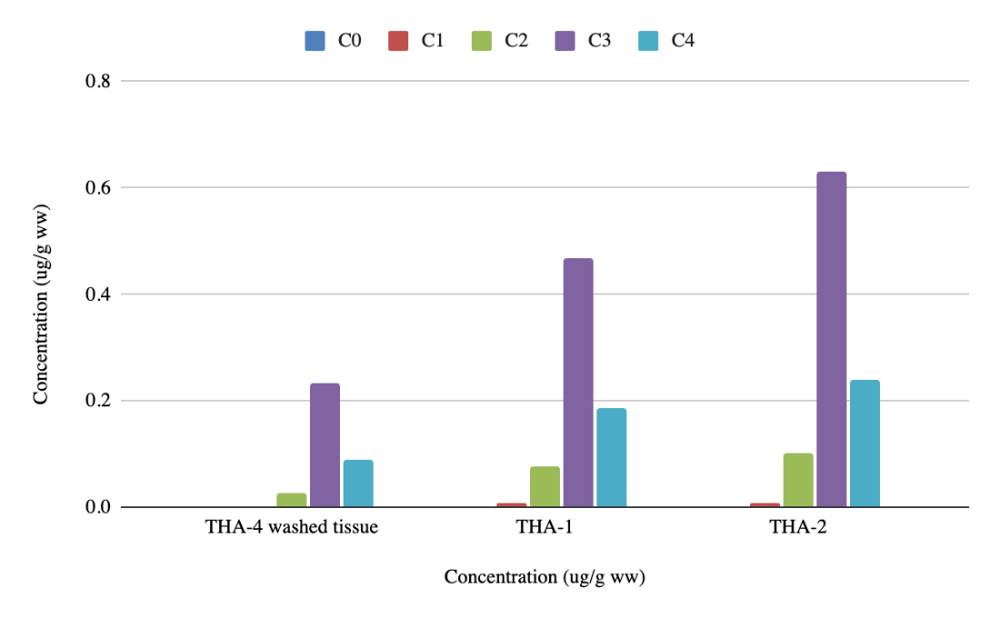 C0 C1 C2 C3 C4
0.8
0.6
0.4
0.2
0.0
Concentration (ug/g ww)
THA-4 washed tissue THA-1 THA-2
Concentration (ug/g ww)